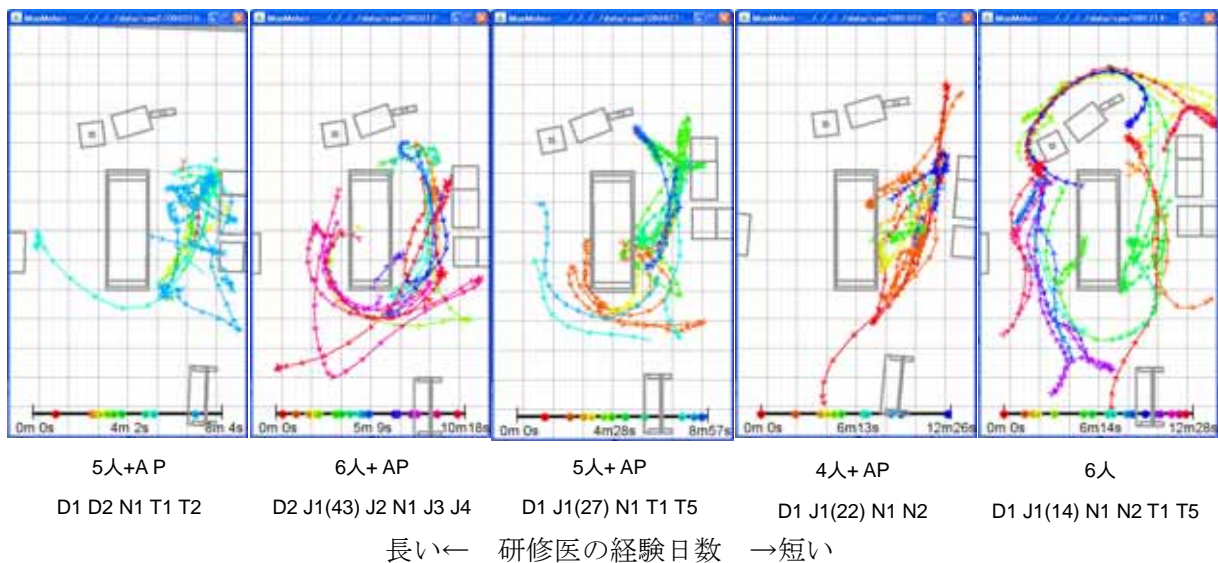 0m 0s 4m 2s 8m 4s
0m 0s 5m 9s 10m 18s
0m 0s 4m28s 8m57s
0m 0s 6m13s 12m26s
0m 0s 6m14s 12m28s
5人+A P
6人+ AP
5人+ AP
4人+ AP
6人
D1 D2 N1 T1 T2
D2 J1(43) J2 N1 J3 J4
D1 J1(27) N1 T1 T5
D1 J1(22) N1 N2
D1 J1(14) N1 N2 T1 T5
長い← 研修医の経験日数 →短い